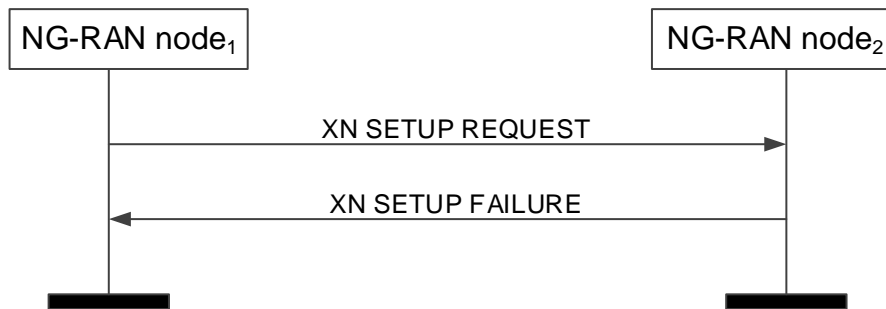 NG-RAN node₁
NG-RAN node₂
XN SETUP REQUEST
XN SETUP FAILURE